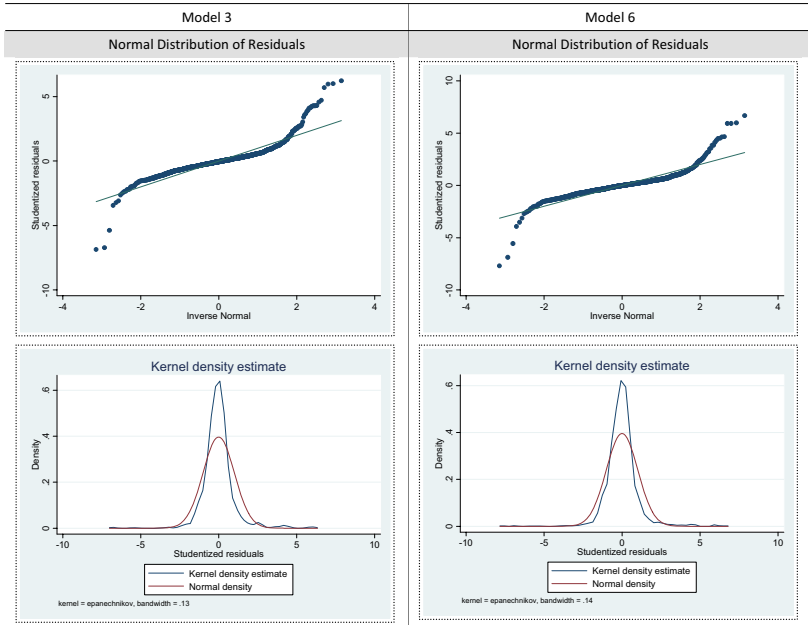 Model 3
Model 6
Normal Distribution of Residuals
Normal Distribution of Residuals
Studentized residuals
5
0
-5
-10
-4
-2
0
2
4
Inverse Normal
Studentized residuals
10
5
0
-5
-10
-4
-2
0
2
4
Inverse Normal
Kernel density estimate
Density
.6
.4
.2
0
-10
-5
0
5
10
Studentized residuals
Kernel density estimate
Normal density
kernel = epanechnikov, bandwidth = .13
Kernel density estimate
Density
.6
.4
.2
0
-10
-5
0
5
10
Studentized residuals
Kernel density estimate
Normal density
kernel = epanechnikov, bandwidth = .14